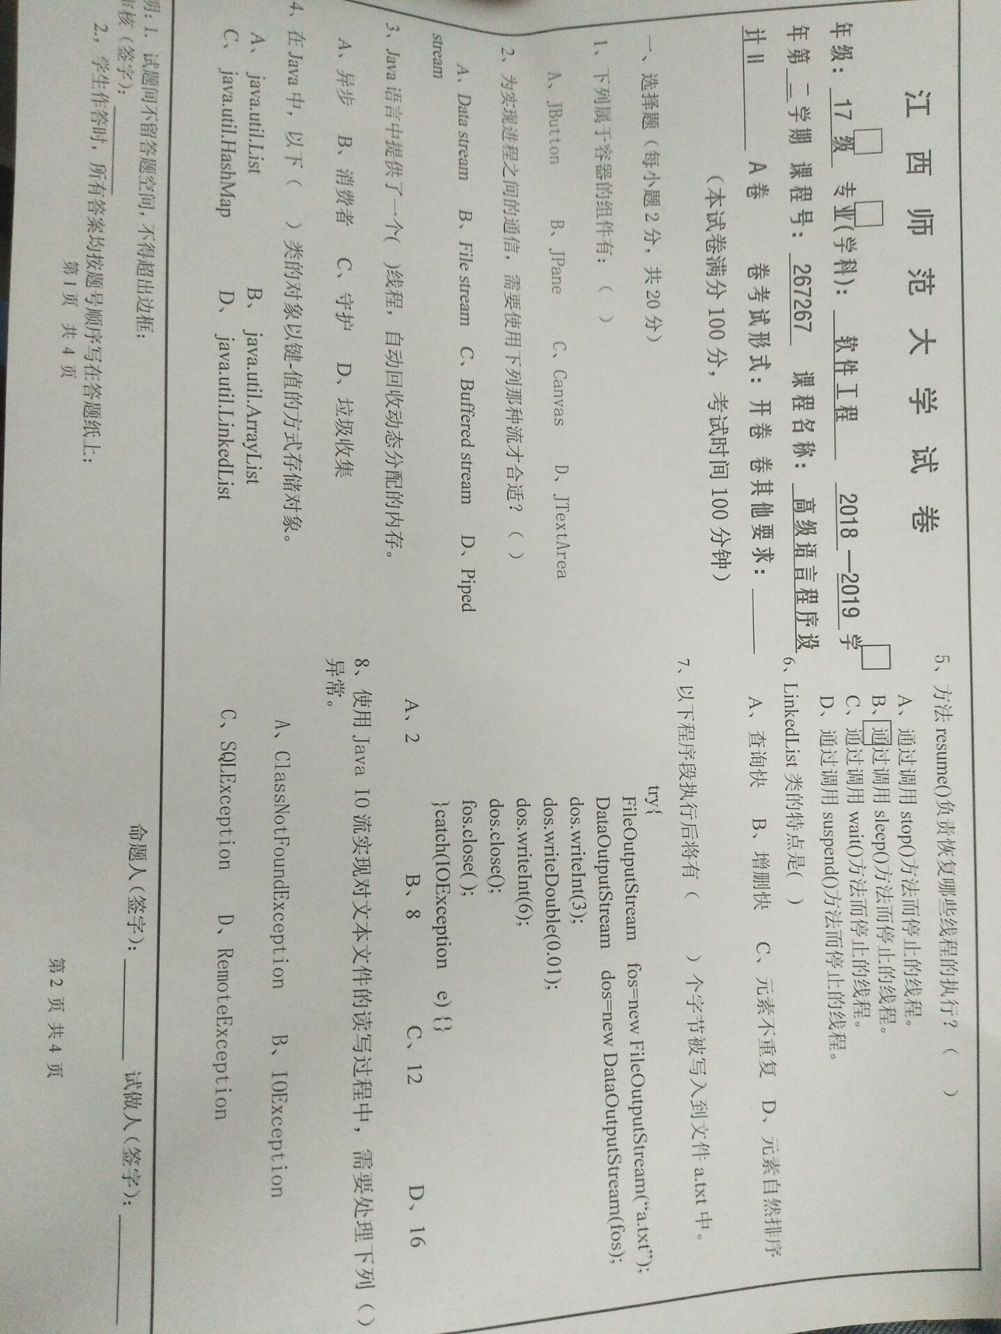 江西师范大学试卷
年级: 17 级 专业(学科): 软件工程 2018 —2019 学
年第 二 学期 课程号: 267267 课程名称: 高级语言程序设
计 II A 卷 卷考试形式: 开卷 卷其他要求:
（本试卷满分 100 分，考试时间 100 分钟）
一、选择题（每小题 2 分，共 20 分）
1、下列属于容器的组件有:（ ）
A、JButton B、JPane C、Canvas D、JTextArea
2、为实现进程之间的通信，需要使用下列那种流才合适？（ ）
A、Data stream B、File stream C、Buffered stream D、Piped
stream
3、Java 语言中提供了一个( )线程，自动回收动态分配的内存。
A、异步 B、消费者 C、守护 D、垃圾收集
4、在 Java 中，以下（ ）类的对象以键-值的方式存储对象。
A、 java.util.List B、 java.util.ArrayList
C、 java.util.HashMap D、 java.util.LinkedList
明: 1. 试题间不留答题空间，不得超出边框;
审核（签字）:
2.，学生作答时，所有答案均按题号顺序写在答题纸上;
第 1 页 共 4 页
5、方法 resume()负责恢复哪些线程的执行？（ ）
A、通过调用 stop()方法而停止的线程。
B、通过调用 sleep()方法而停止的线程。
C、通过调用 wait()方法而停止的线程。
D、通过调用 suspend()方法而停止的线程。
6、LinkedList 类的特点是( )
A、查询快 B、增删快 C、元素不重复 D、元素自然排序
7、以下程序段执行后将有（ ）个字节被写入到文件 a.txt 中。
try{
FileOutputStream fos=new FileOutputStream(“a.txt”);
DataOutputStream dos=new DataOutputStream(fos);
dos.writeInt(3);
dos.writeDouble(0.01);
dos.writeInt(6);
dos.close();
fos.close( );
}catch(IOException e) {}
A、2 B、8 C、12 D、16
8、使用 Java IO 流实现对文本文件的读写过程中，需要处理下列（）
异常。
A、ClassNotFoundException B、IOException
C、SQLException D、RemoteException
命题人（签字）: 试做人（签字）:
第 2 页 共 4 页